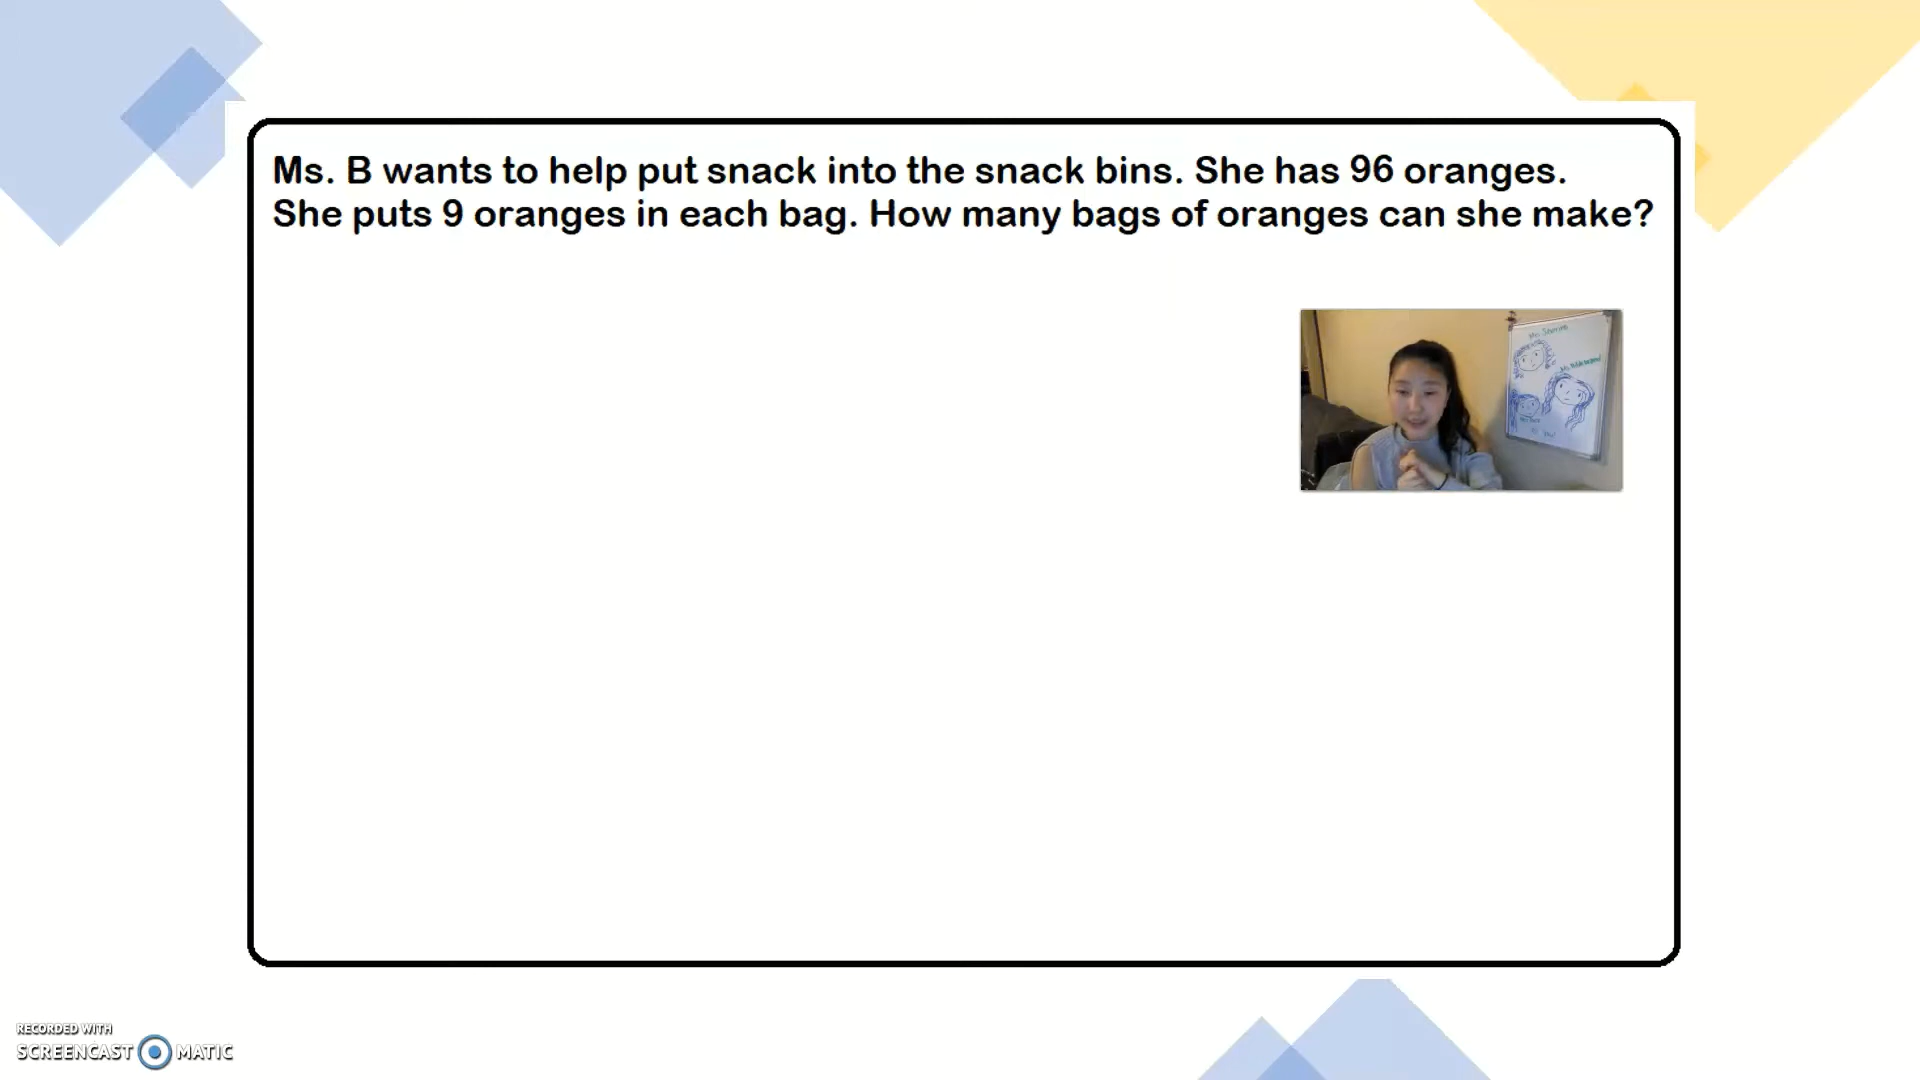 Ms. B wants to help put snack into the snack bins. She has 96 oranges.
She puts 9 oranges in each bag. How many bags of oranges can she make?
RECORDED WITH
SCREENCAST MATIC